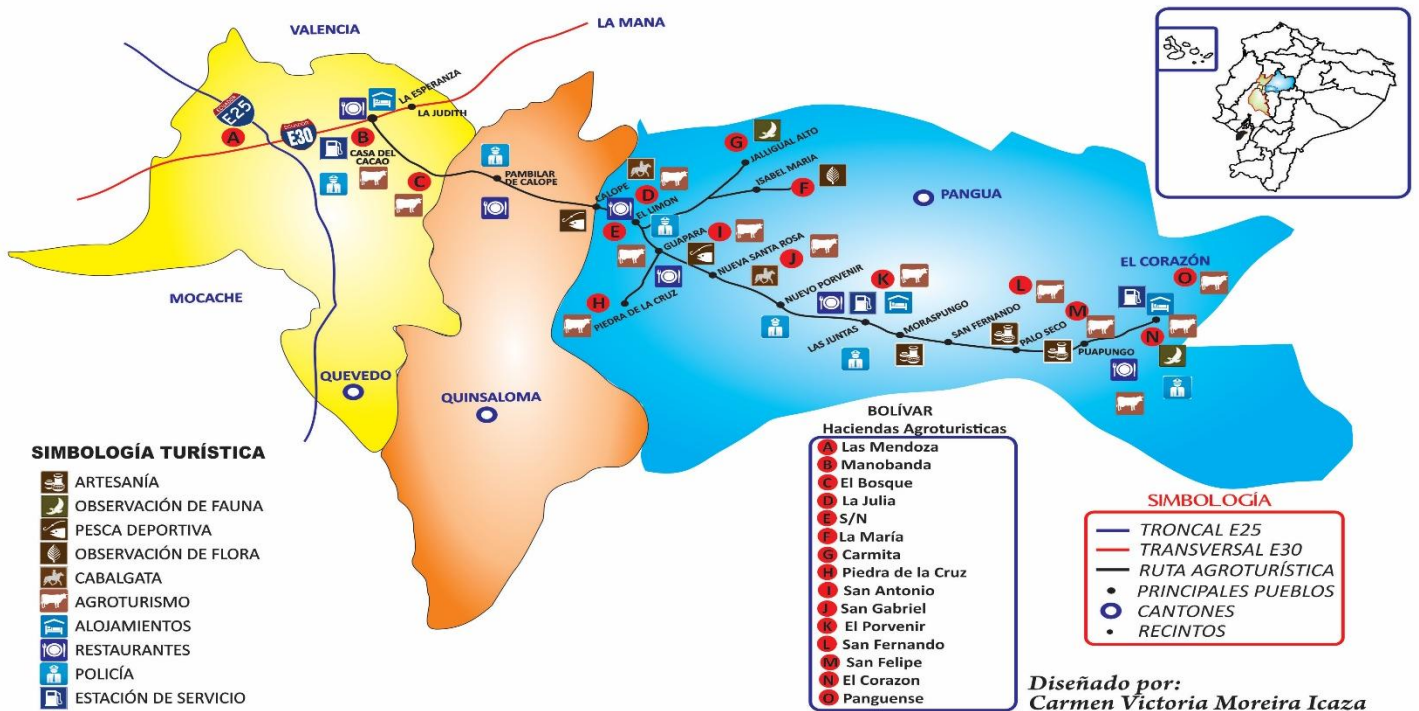 VALENCIA
LA MANA
ECUADOR
E25
ECUADOR
E30
A
B
LA ESPERANZA
LA JUDITH
CASA DEL
CACAO
C
PAMBILAR
DE CALOPE
CALOPE
D
EL LIMON
E
G
JALLIGUAL ALTO
ISABEL MARIA
F
PANGUA
GUAPARA
I
NUEVA SANTA ROSA
J
H
PIEDRA DE LA CRUZ
NUEVO PORVENIR
K
LAS JUNTAS
MORASPUNGO
SAN FERNANDO
L
PALO SECO
M
PUAPUNGO
EL CORAZÓN
O
N
MOCACHE
QUEVEDO
QUINSALOMA
SIMBOLOGÍA TURÍSTICA
ARTESANÍA
OBSERVACIÓN DE FAUNA
PESCA DEPORTIVA
OBSERVACIÓN DE FLORA
CABALGATA
AGROTURISMO
ALOJAMIENTOS
RESTAURANTES
POLICÍA
ESTACIÓN DE SERVICIO
BOLÍVAR
Haciendas Agroturisticas
A Las Mendoza
B Manobanda
C El Bosque
D La Julia
E S/N
F La María
G Carmita
H Piedra de la Cruz
I San Antonio
J San Gabriel
K El Porvenir
L San Fernando
M San Felipe
N El Corazon
O Panguense
SIMBOLOGÍA
TRONCAL E25
TRANSVERSAL E30
RUTA AGROTURÍSTICA
PRINCIPALES PUEBLOS
CANTONES
RECINTOS
Diseñado por:
Carmen Victoria Moreira Icaza